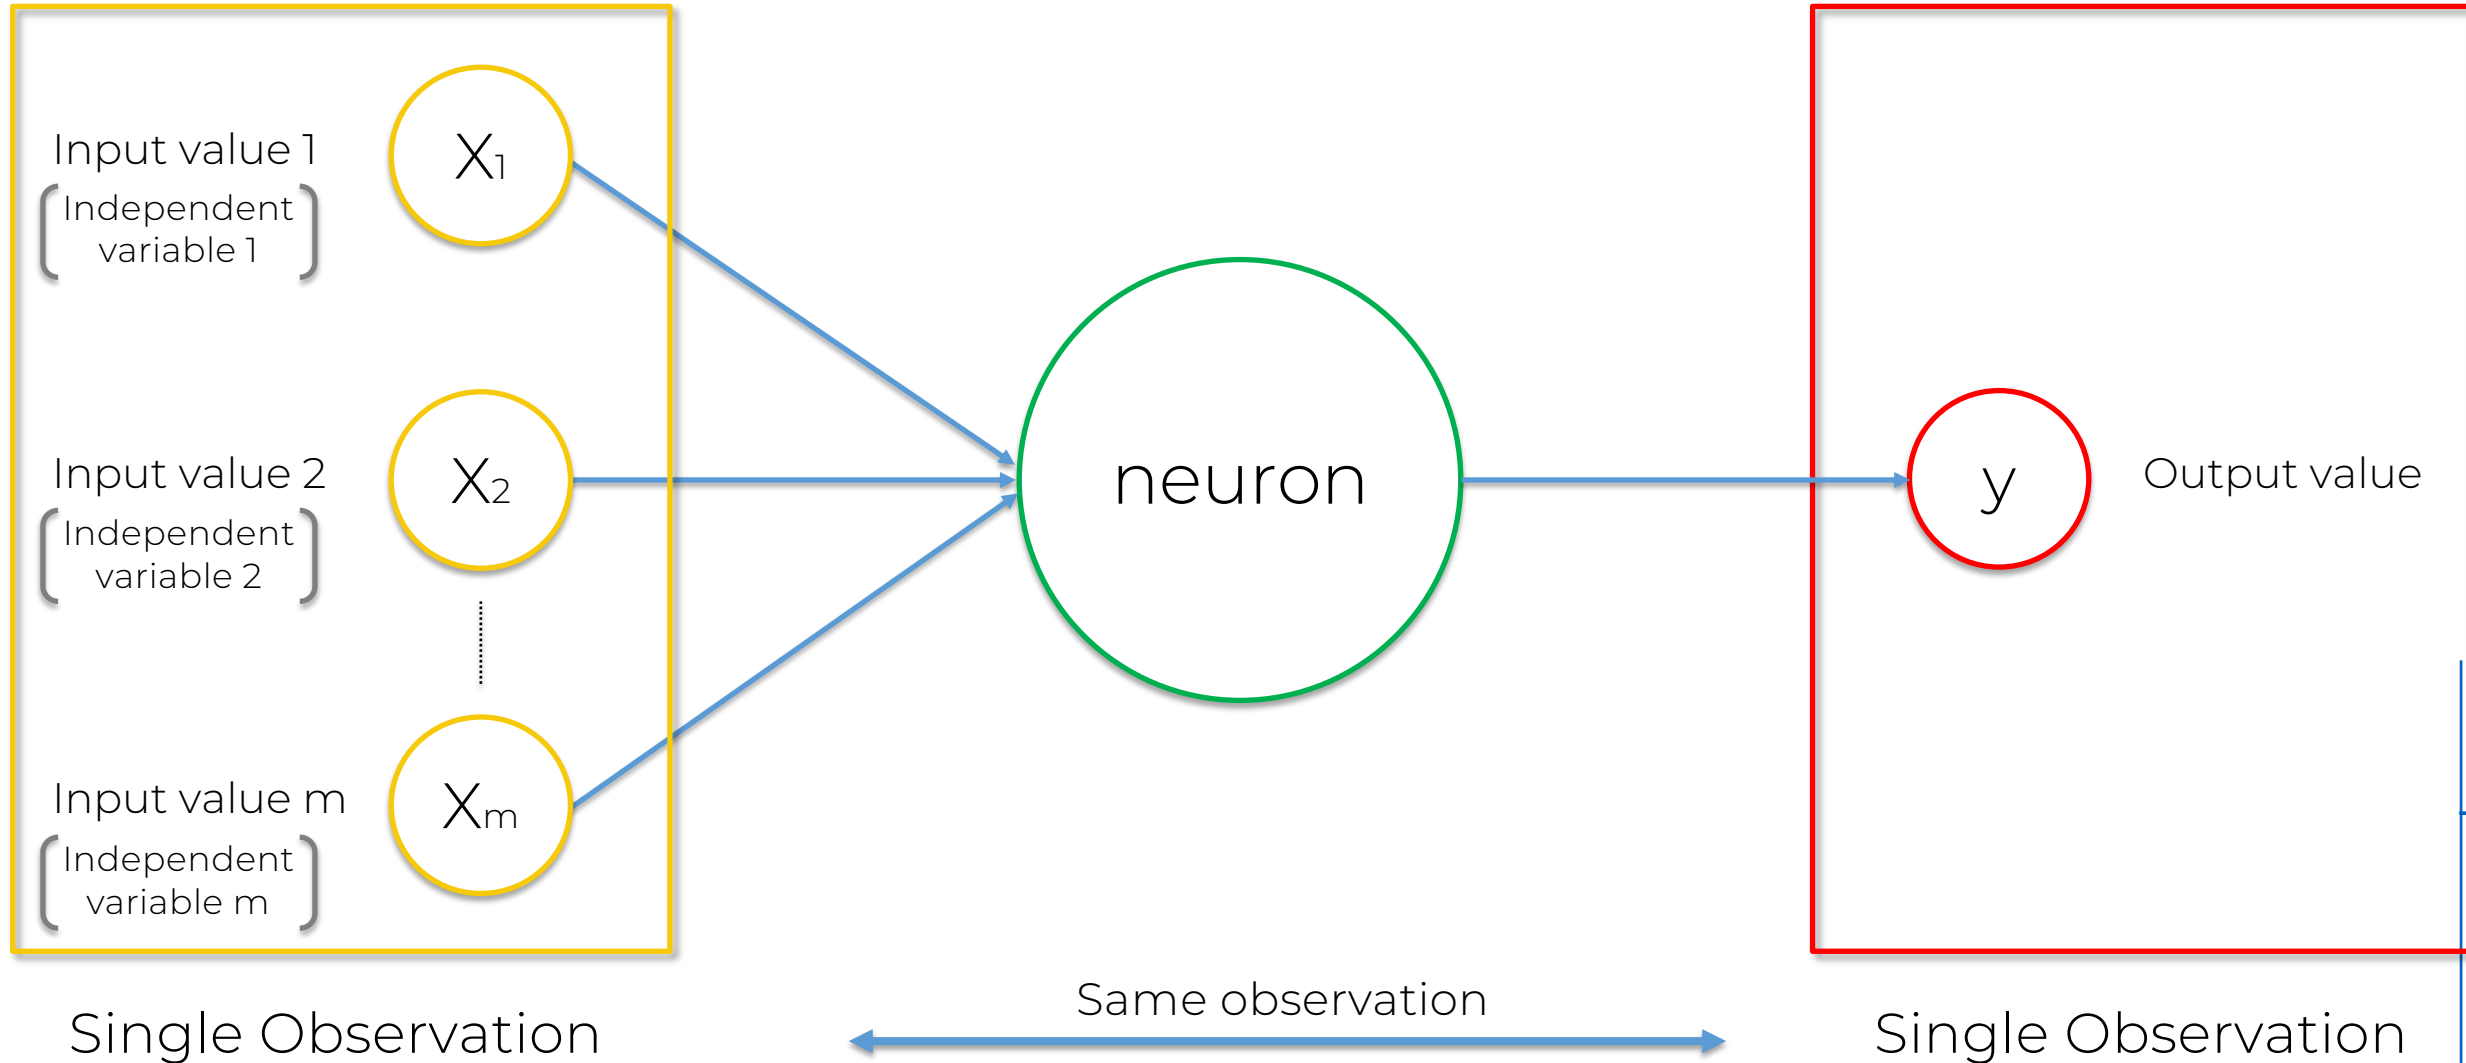 Input value 1
Independent
variable 1
X1
Input value 2
Independent
variable 2
X2
Input value m
Independent
variable m
Xm
neuron
y
Output value
Single Observation
Same observation
Single Observation